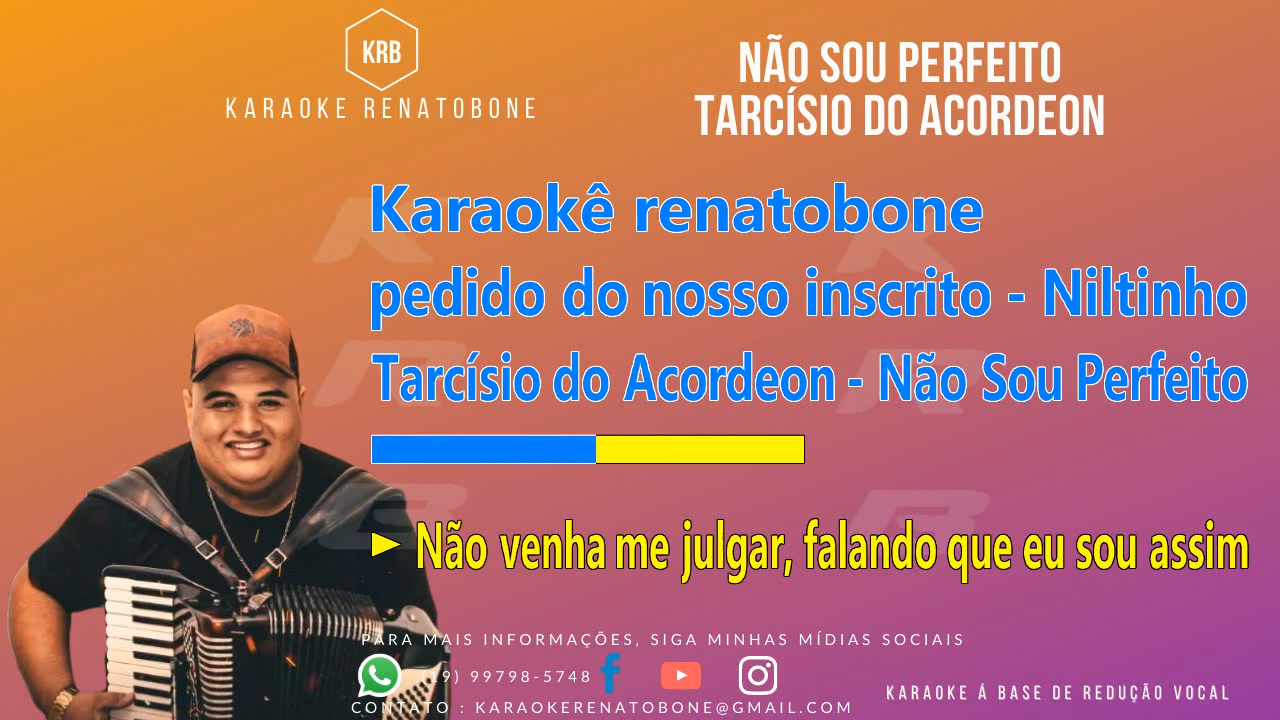 KRB
KARAOKE RENATOBONE
NÃO SOU PERFEITO
TARCÍSIO DO ACORDEON
Karaokê renatobone
pedido do nosso inscrito - Niltinho
Tarcísio do Acordeon - Não Sou Perfeito
► Não venha me julgar, falando que eu sou assim
K K
R R
B B
PARA MAIS INFORMAÇÕES, SIGA MINHAS MÍDIAS SOCIAIS
(19) 99798-5748
CONTATO : KARAOKERENATOBONE@GMAIL.COM
KARAOKE Á BASE DE REDUÇÃO VOCAL